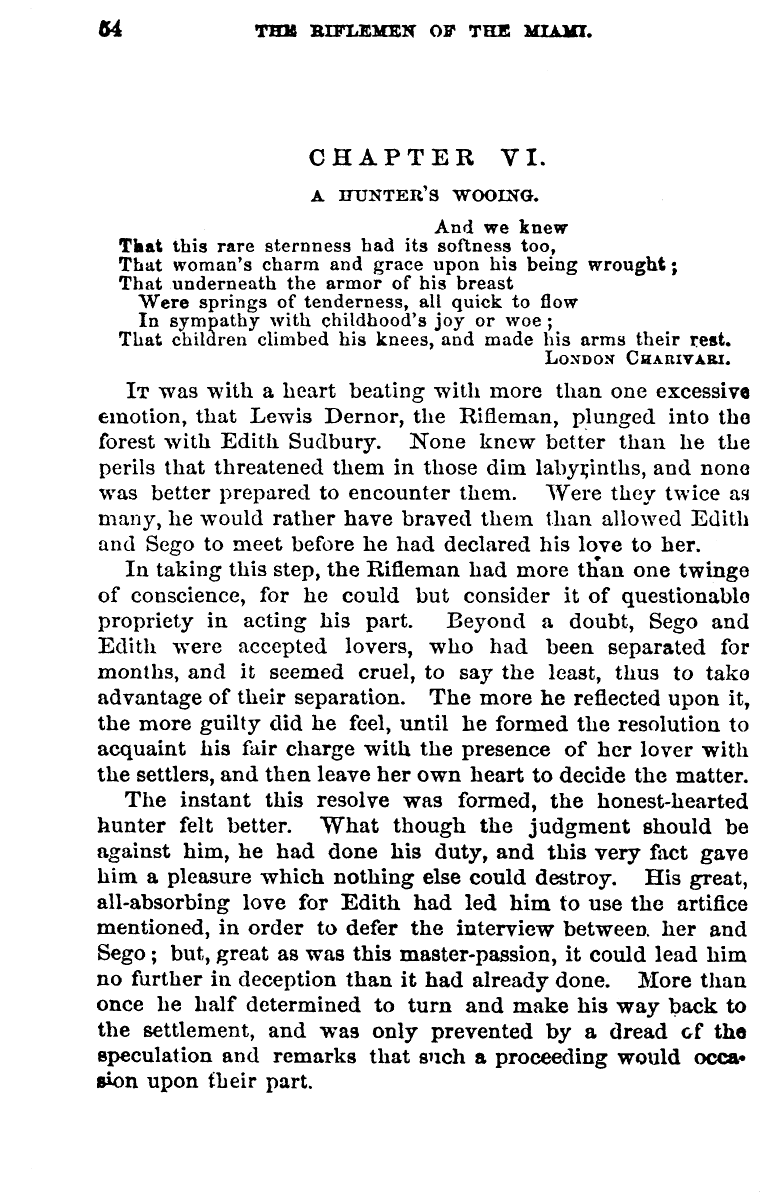 54 THE RIFLEMEN OF THE MIAMI.
CHAPTER VI.
A HUNTER'S WOOING.
And we knew
That this rare sternness had its softness too,
That woman's charm and grace upon his being wrought;
That underneath the armor of his breast
Were springs of tenderness, all quick to flow
In sympathy with childhood's joy or woe;
That children climbed his knees, and made his arms their rest.
LONDON CHARIVARI.
IT was with a heart beating with more than one excessive
emotion, that Lewis Dernor, the Rifleman, plunged into the
forest with Edith Sudbury. None knew better than he the
perils that threatened them in those dim labyrinths, and none
was better prepared to encounter them. Were they twice as
many, he would rather have braved them than allowed Edith
and Sego to meet before he had declared his love to her.
In taking this step, the Rifleman had more than one twinge
of conscience, for he could but consider it of questionable
propriety in acting his part. Beyond a doubt, Sego and
Edith were accepted lovers, who had been separated for
months, and it seemed cruel, to say the least, thus to take
advantage of their separation. The more he reflected upon it,
the more guilty did he feel, until he formed the resolution to
acquaint his fair charge with the presence of her lover with
the settlers, and then leave her own heart to decide the matter.
The instant this resolve was formed, the honest-hearted
hunter felt better. What though the judgment should be
against him, he had done his duty, and this very fact gave
him a pleasure which nothing else could destroy. His great,
all-absorbing love for Edith had led him to use the artifice
mentioned, in order to defer the interview between her and
Sego; but, great as was this master-passion, it could lead him
no further in deception than it had already done. More than
once he half determined to turn and make his way back to
the settlement, and was only prevented by a dread of the
speculation and remarks that such a proceeding would occa-
sion upon their part.